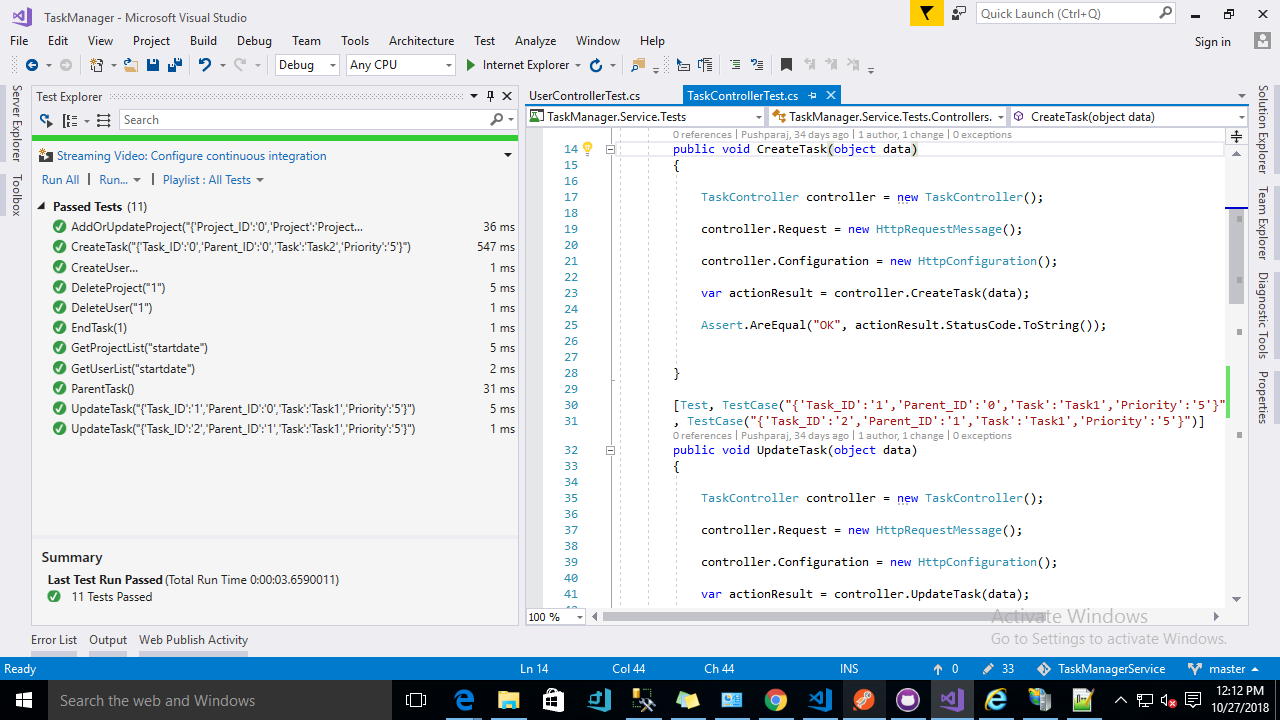 TaskManager - Microsoft Visual Studio
Quick Launch (Ctrl+Q)
File Edit View Project Build Debug Team Tools Architecture Test Analyze Window Help
Sign in
Debug Any CPU Internet Explorer
Server Explorer
Toolbox
Test Explorer
Search
Streaming Video: Configure continuous integration
Run All | Run... | Playlist : All Tests
Passed Tests (11)
AddOrUpdateProject("{'Project_ID':'0','Project':'Project... 36 ms
CreateTask("{'Task_ID':'0','Parent_ID':'0','Task':'Task2','Priority':'5'}") 547 ms
CreateUser... 1 ms
DeleteProject("1") 5 ms
DeleteUser("1") 1 ms
EndTask(1) 1 ms
GetProjectList("startdate") 5 ms
GetUserList("startdate") 2 ms
ParentTask() 31 ms
UpdateTask("{'Task_ID':'1','Parent_ID':'0','Task':'Task1','Priority':'5'}") 5 ms
UpdateTask("{'Task_ID':'2','Parent_ID':'1','Task':'Task1','Priority':'5'}") 1 ms
Summary
Last Test Run Passed (Total Run Time 0:00:03.6590011)
11 Tests Passed
UserControllerTest.cs TaskControllerTest.cs
TaskManager.Service.Tests TaskManager.Service.Tests.Controllers. CreateTask(object data)
0 references | Pushparaj, 34 days ago | 1 author, 1 change | 0 exceptions
14 public void CreateTask(object data)
15 {
16
17 TaskController controller = new TaskController();
18
19 controller.Request = new HttpRequestMessage();
20
21 controller.Configuration = new HttpConfiguration();
22
23 var actionResult = controller.CreateTask(data);
24
25 Assert.AreEqual("OK", actionResult.StatusCode.ToString());
26
27
28 }
29
30 [Test, TestCase("{'Task_ID':'1','Parent_ID':'0','Task':'Task1','Priority':'5'}"
31 , TestCase("{'Task_ID':'2','Parent_ID':'1','Task':'Task1','Priority':'5'}")]
0 references | Pushparaj, 34 days ago | 1 author, 1 change | 0 exceptions
32 public void UpdateTask(object data)
33 {
34
35 TaskController controller = new TaskController();
36
37 controller.Request = new HttpRequestMessage();
38
39 controller.Configuration = new HttpConfiguration();
40
41 var actionResult = controller.UpdateTask(data);
100 %
Solution Explorer
Team Explorer
Diagnostic Tools
Properties
Activate Windows
Go to Settings to activate Windows.
Error List Output Web Publish Activity
Ready Ln 14 Col 44 Ch 44 INS 0 33 TaskManagerService master
Search the web and Windows
12:12 PM
10/27/2018